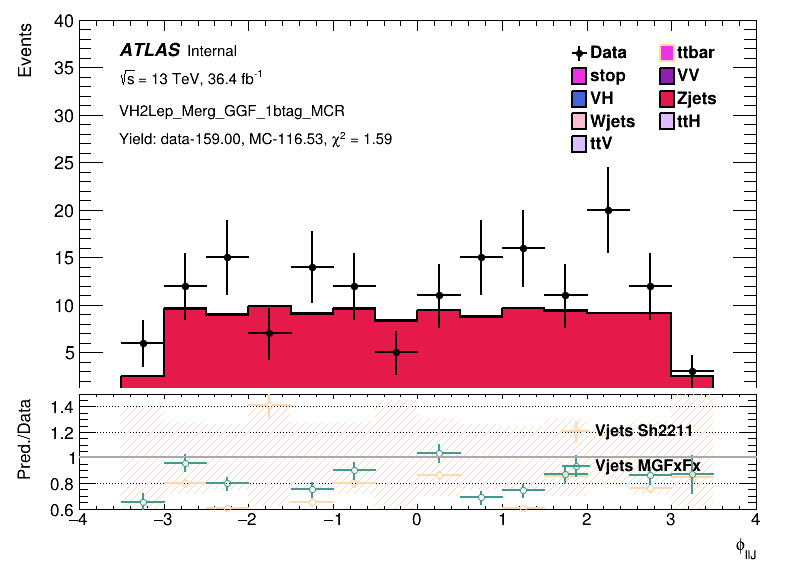 Events
40
35
30
25
20
15
10
5
ATLAS Internal
√s = 13 TeV, 36.4 fb-1
VH2Lep_Merg_GGF_1btag_MCR
Yield: data-159.00, MC-116.53, χ2 = 1.59
Data ttbar
stop VV
VH Zjets
Wjets ttH
ttV
Pred./Data
1.4
1.2
1
0.8
0.6
Vjets Sh2211
Vjets MGFxFx
−4 −3 −2 −1 0 1 2 3 4
ϕllJ